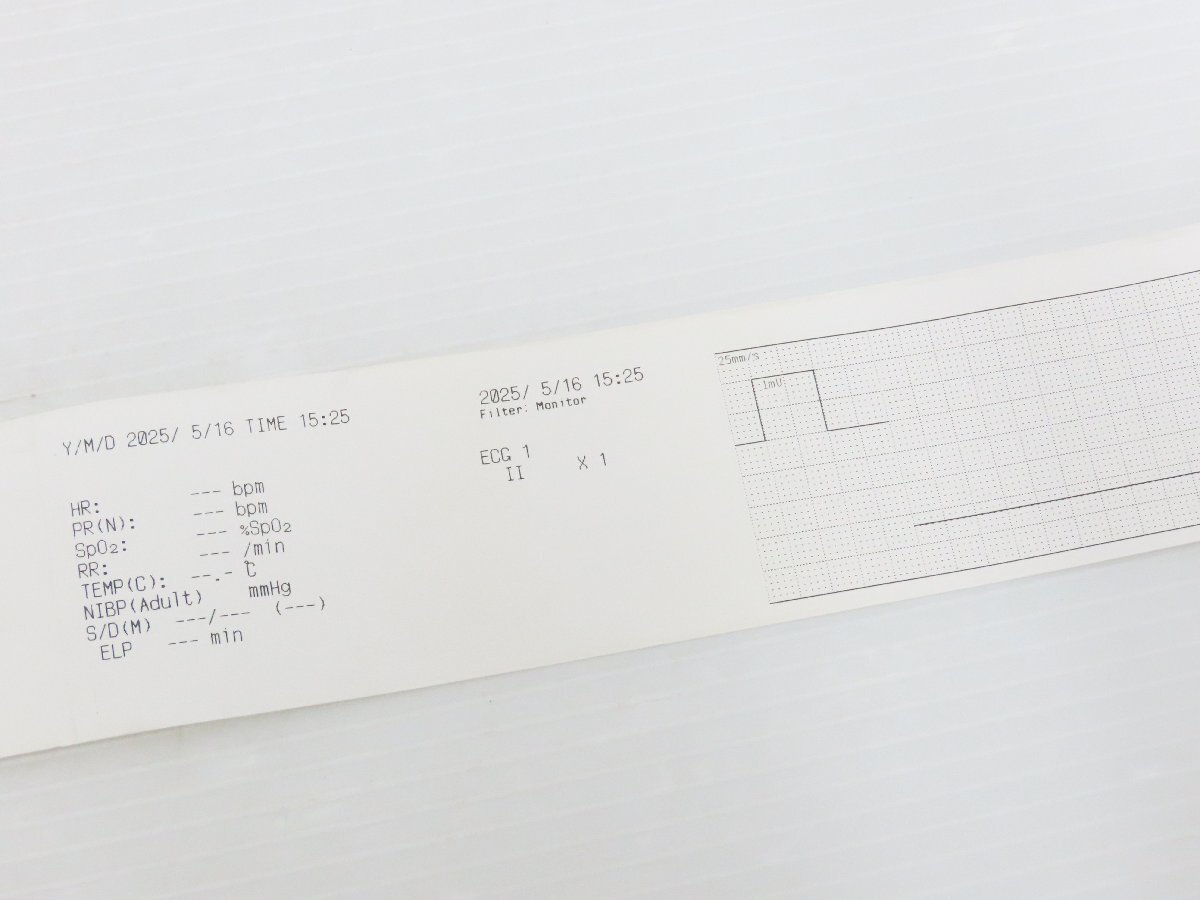 Y/M/D 2025/ 5/16 TIME 15:25
HR: --- bpm
PR(N): --- bpm
SpO₂: --- %SpO₂
RR: --- /min
TEMP(C): --.- ℃
NIBP(Adult) mmHg
S/D(M) ---/--- (---)
ELP --- min
2025/ 5/16 15:25
Filter: Monitor
ECG 1
II X 1
25mm/s
1mV